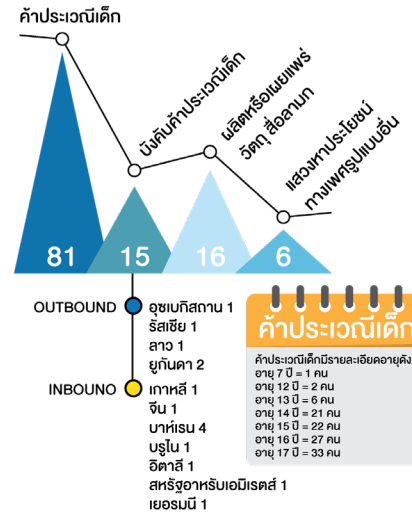 ค้าประเวณีเด็ก
บังคับค้าประเวณีเด็ก
ผลิตหรือเผยแพร่
วัตถุ สื่อลามก
แสวงหาประโยชน์
ทางเพศรูปแบบอื่น
81 15 16 6
OUTBOUND
อุซเบกิสถาน 1
รัสเซีย 1
ลาว 1
ยูกันดา 2
INBOUNO
เกาหลี 1
จีน 1
บาห์เรน 4
บรูไน 1
อิตาลี 1
สหรัฐอาหรับเอมิเรตส์ 1
เยอรมนี 1
ค้าประเวณีเด็ก
ค้าประเวณีเด็กมีรายละเอียดอายุดัง
อายุ 7 ปี = 1 คน
อายุ 12 ปี = 2 คน
อายุ 13 ปี = 6 คน
อายุ 14 ปี = 21 คน
อายุ 15 ปี = 22 คน
อายุ 16 ปี = 27 คน
อายุ 17 ปี = 33 คน